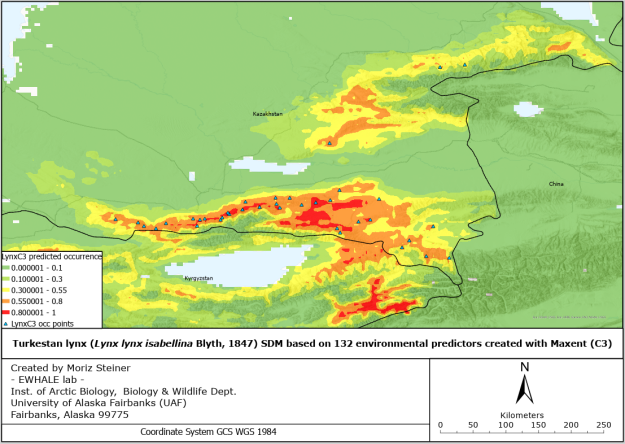 Kazakhstan
China
Kyrgyzstan
LynxC3 predicted occurrence
0.000001 - 0.1
0.100001 - 0.3
0.300001 - 0.55
0.550001 - 0.8
0.800001 - 1
LynxC3 occ points
Turkestan lynx (Lynx lynx isabellina Blyth, 1847) SDM based on 132 environmental predictors created with Maxent (C3)
Created by Moriz Steiner
- EWHALE lab -
Inst. of Arctic Biology, Biology & Wildlife Dept.
University of Alaska Fairbanks (UAF)
Fairbanks, Alaska 99775
Coordinate System GCS WGS 1984
N
Kilometers
0 50 100 150 200 250